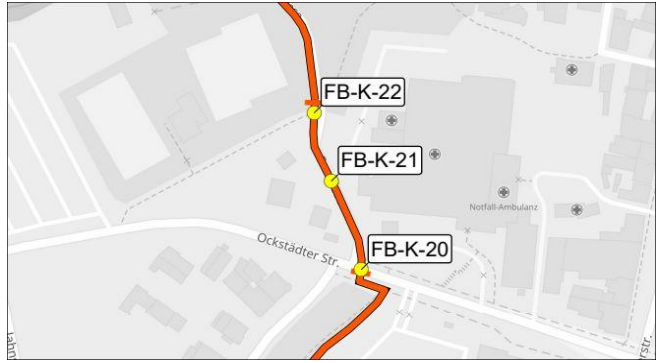 FB-K-22
FB-K-21
Notfall-Ambulanz
Ockstädter Str.
FB-K-20